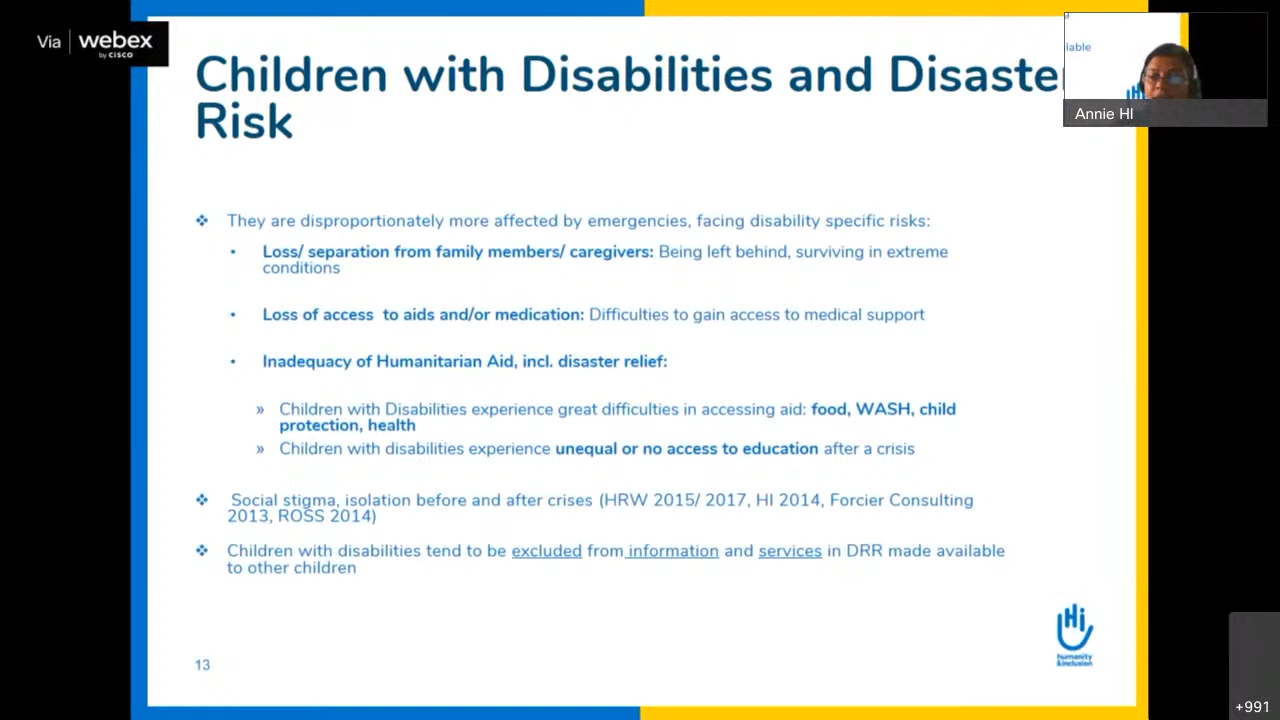 Via webex
by CISCO
Children with Disabilities and Disaste
Risk
lable
Annie HI
❖ They are disproportionately more affected by emergencies, facing disability specific risks:
• Loss/ separation from family members/ caregivers: Being left behind, surviving in extreme
conditions
• Loss of access to aids and/or medication: Difficulties to gain access to medical support
• Inadequacy of Humanitarian Aid, incl. disaster relief:
» Children with Disabilities experience great difficulties in accessing aid: food, WASH, child
protection, health
» Children with disabilities experience unequal or no access to education after a crisis
❖ Social stigma, isolation before and after crises (HRW 2015/ 2017, HI 2014, Forcier Consulting
2013, ROSS 2014)
❖ Children with disabilities tend to be excluded from information and services in DRR made available
to other children
Hi
humanity
&inclusion
13
+991